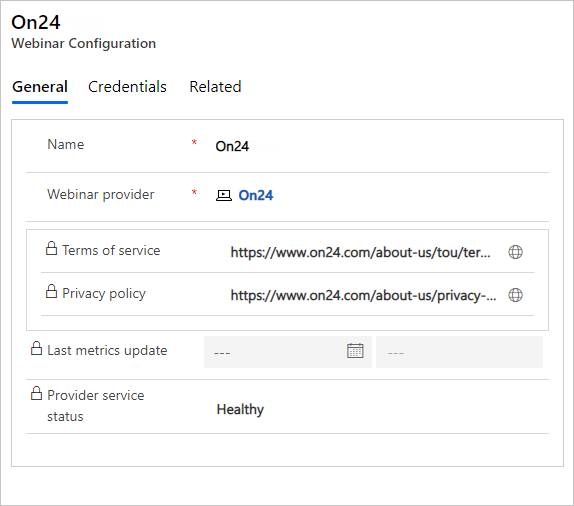 On24
Webinar Configuration
General Credentials Related
Name * On24
Webinar provider * On24
Terms of service https://www.on24.com/about-us/tou/ter...
Privacy policy https://www.on24.com/about-us/privacy-...
Last metrics update --- ---
Provider service
status
Healthy